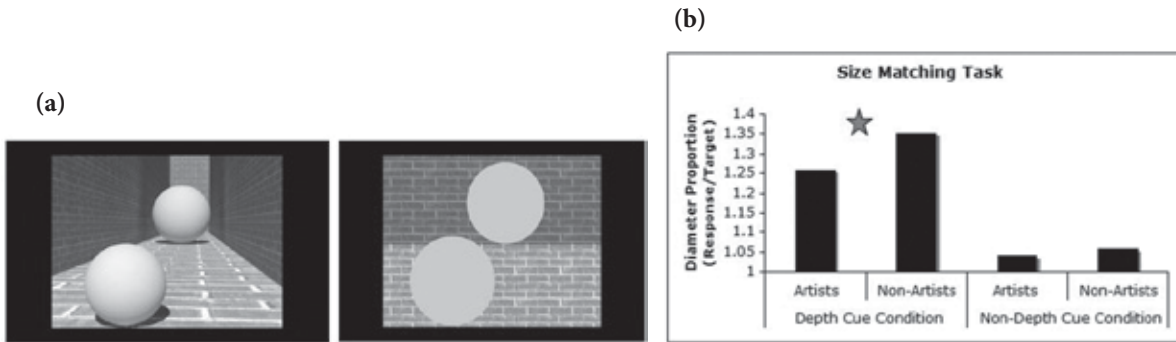 (a)
(b)
Size Matching Task
Diameter Proportion
(Response/Target)
1.4
1.35
1.3
1.25
1.2
1.15
1.1
1.05
1
Artists
Non-Artists
Artists
Non-Artists
Depth Cue Condition
Non-Depth Cue Condition